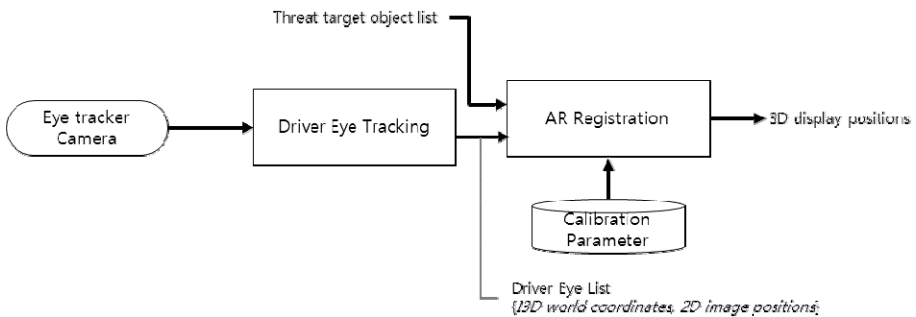 Threat target object list
Eye tracker
Camera
Driver Eye Tracking
AR Registration
3D display positions
Calibration
Parameter
Driver Eye List
{3D world coordinates, 2D image positions}